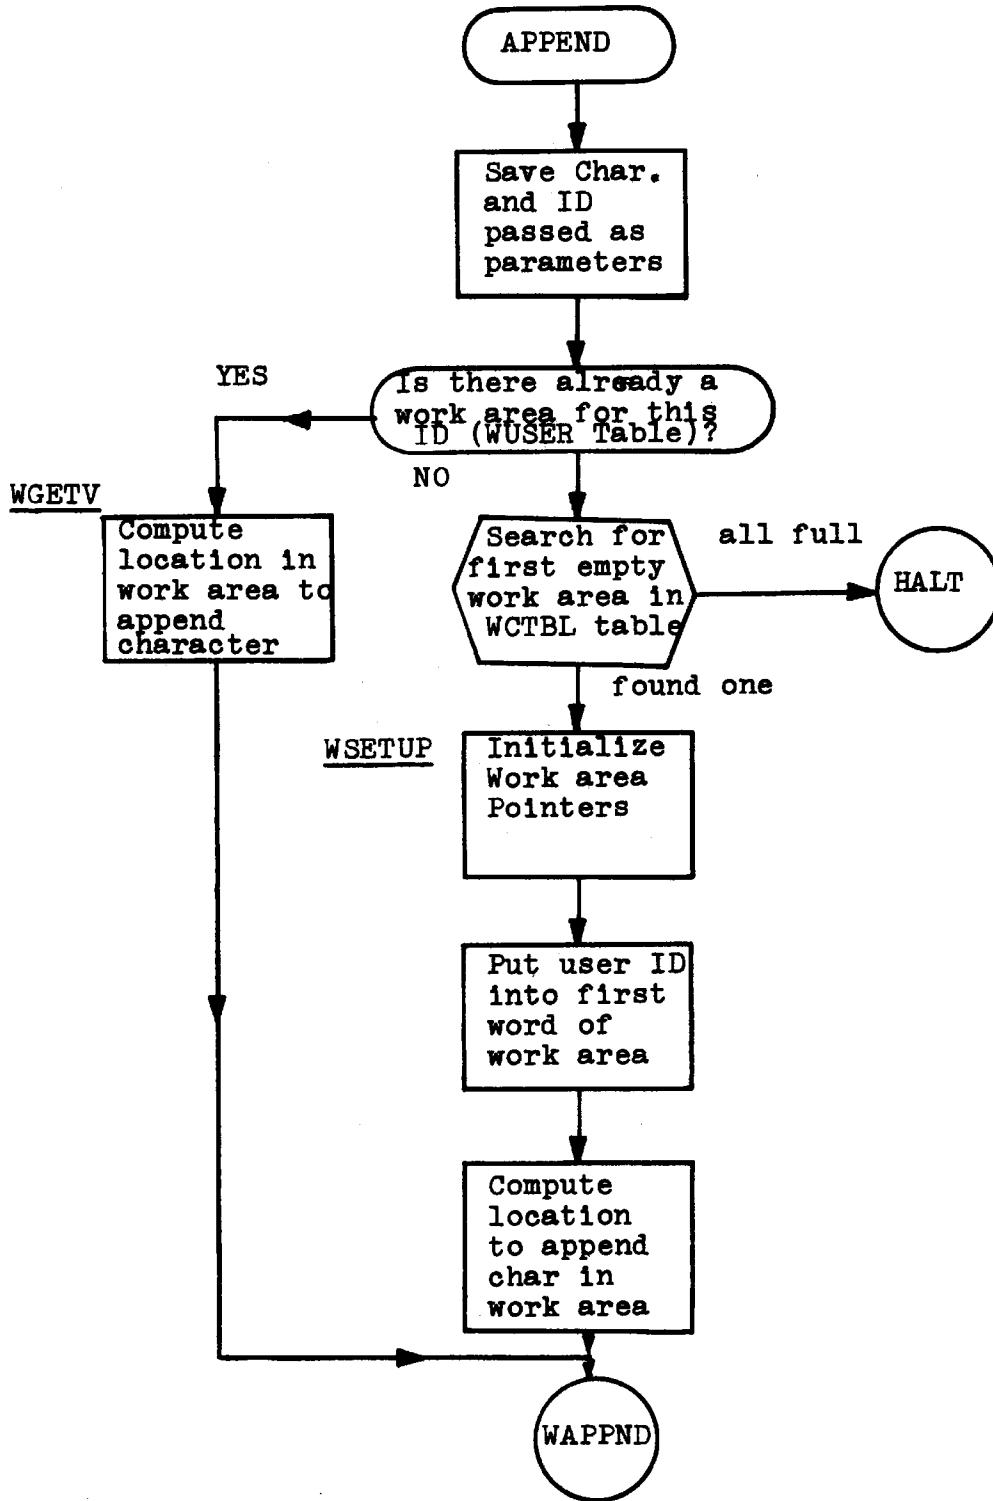 APPEND
Save Char.
and ID
passed as
parameters
YES
Is there already a
work area for this
ID (WUSER Table)?
NO
WGETV
Compute
location in
work area to
append
character
Search for
first empty
work area in
WCTBL table
all full
HALT
found one
WSETUP
Initialize
Work area
Pointers
Put user ID
into first
word of
work area
Compute
location
to append
char in
work area
WAPPND